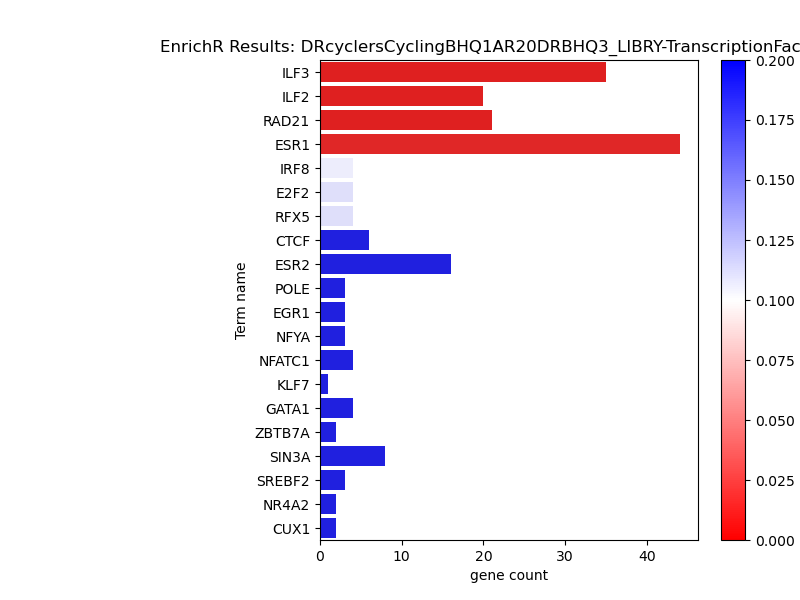 EnrichR Results: DRcyclersCyclingBHQ1AR20DRBHQ3_LIBRY-TranscriptionFac
ILF3
ILF2
RAD21
ESR1
IRF8
E2F2
RFX5
CTCF
ESR2
POLE
EGR1
NFYA
NFATC1
KLF7
GATA1
ZBTB7A
SIN3A
SREBF2
NR4A2
CUX1
Term name
0 10 20 30 40
gene count
0.200
0.175
0.150
0.125
0.100
0.075
0.050
0.025
0.000